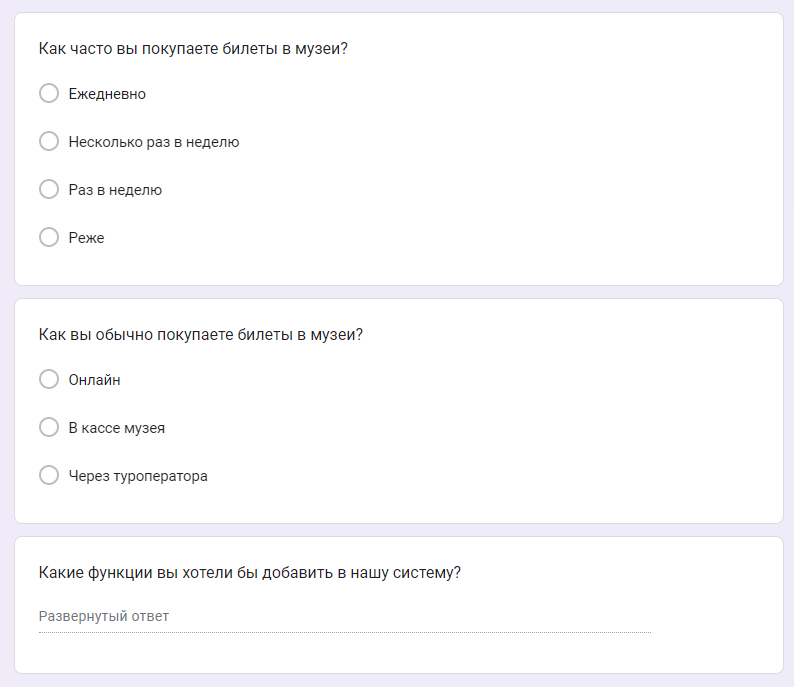 Как часто вы покупаете билеты в музеи?
Ежедневно
Несколько раз в неделю
Раз в неделю
Реже
Как вы обычно покупаете билеты в музеи?
Онлайн
В кассе музея
Через туроператора
Какие функции вы хотели бы добавить в нашу систему?
Развернутый ответ